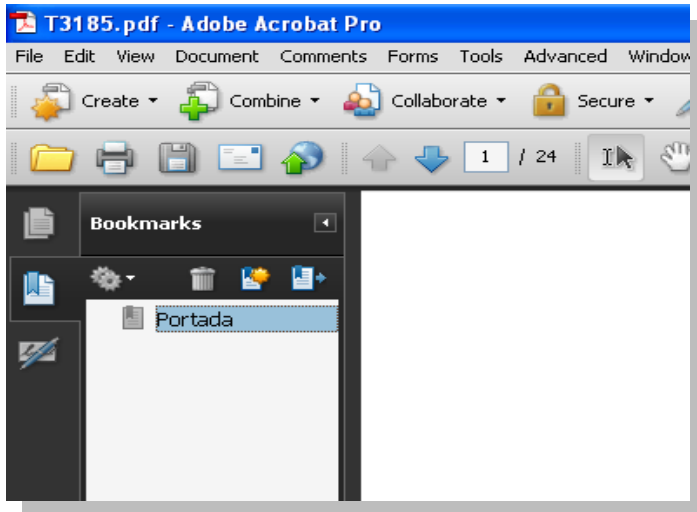 T3185.pdf - Adobe Acrobat Pro
File Edit View Document Comments Forms Tools Advanced Window
Create Combine Collaborate Secure
1 / 24
Bookmarks
Portada